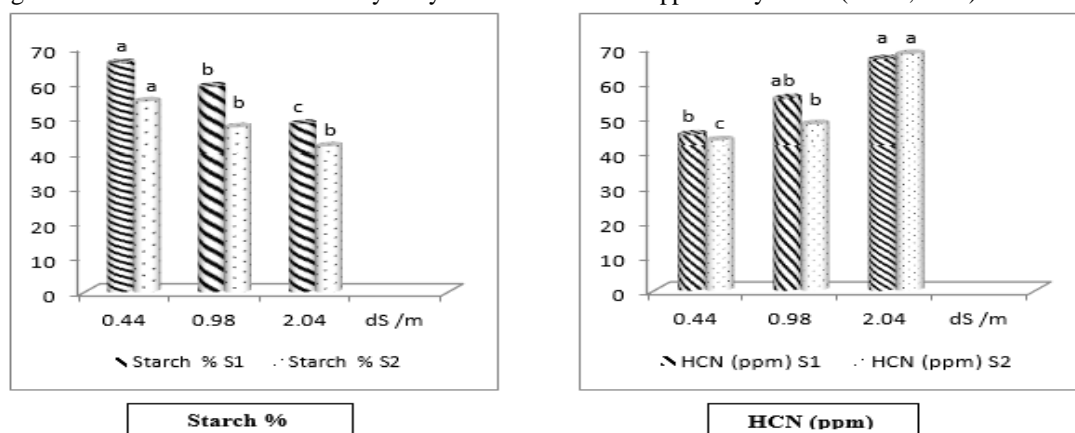 a
a
b
b
c
b
70
60
50
40
30
20
10
0
0.44 0.98 2.04 dS /m
Starch % S1 Starch % S2
Starch %
b
c
ab
b
a
a
70
60
50
40
30
20
10
0
0.44 0.98 2.04 dS /m
HCN (ppm) S1 HCN (ppm) S2
HCN (ppm)